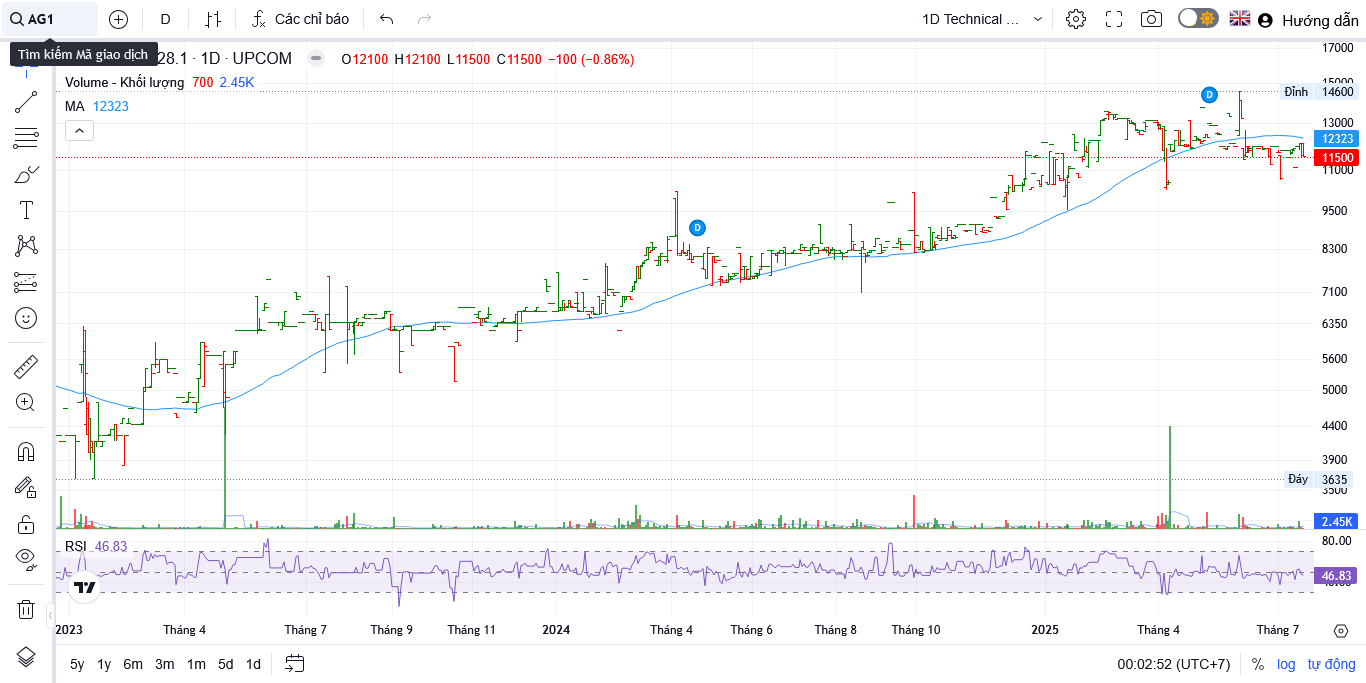 AG1 D Các chỉ báo 1D Technical ... Hướng dẫn
Tìm kiếm Mã giao dịch
28.1 · 1D · UPCOM O12100 H12100 L11500 C11500 −100 (−0.86%)
Volume - Khối lượng 700 2.45K
MA 12323
D
D
17000
15000
Đỉnh 14600
13000
12323
11500
11000
9500
8300
7100
6350
5600
5000
4400
3900
Đáy 3635
3500
2.45K
RSI 46.83
80.00
46.83
2023 Tháng 4 Tháng 7 Tháng 9 Tháng 11 2024 Tháng 4 Tháng 6 Tháng 8 Tháng 10 2025 Tháng 4 Tháng 7
5y 1y 6m 3m 1m 5d 1d 00:02:52 (UTC+7) % log tự động